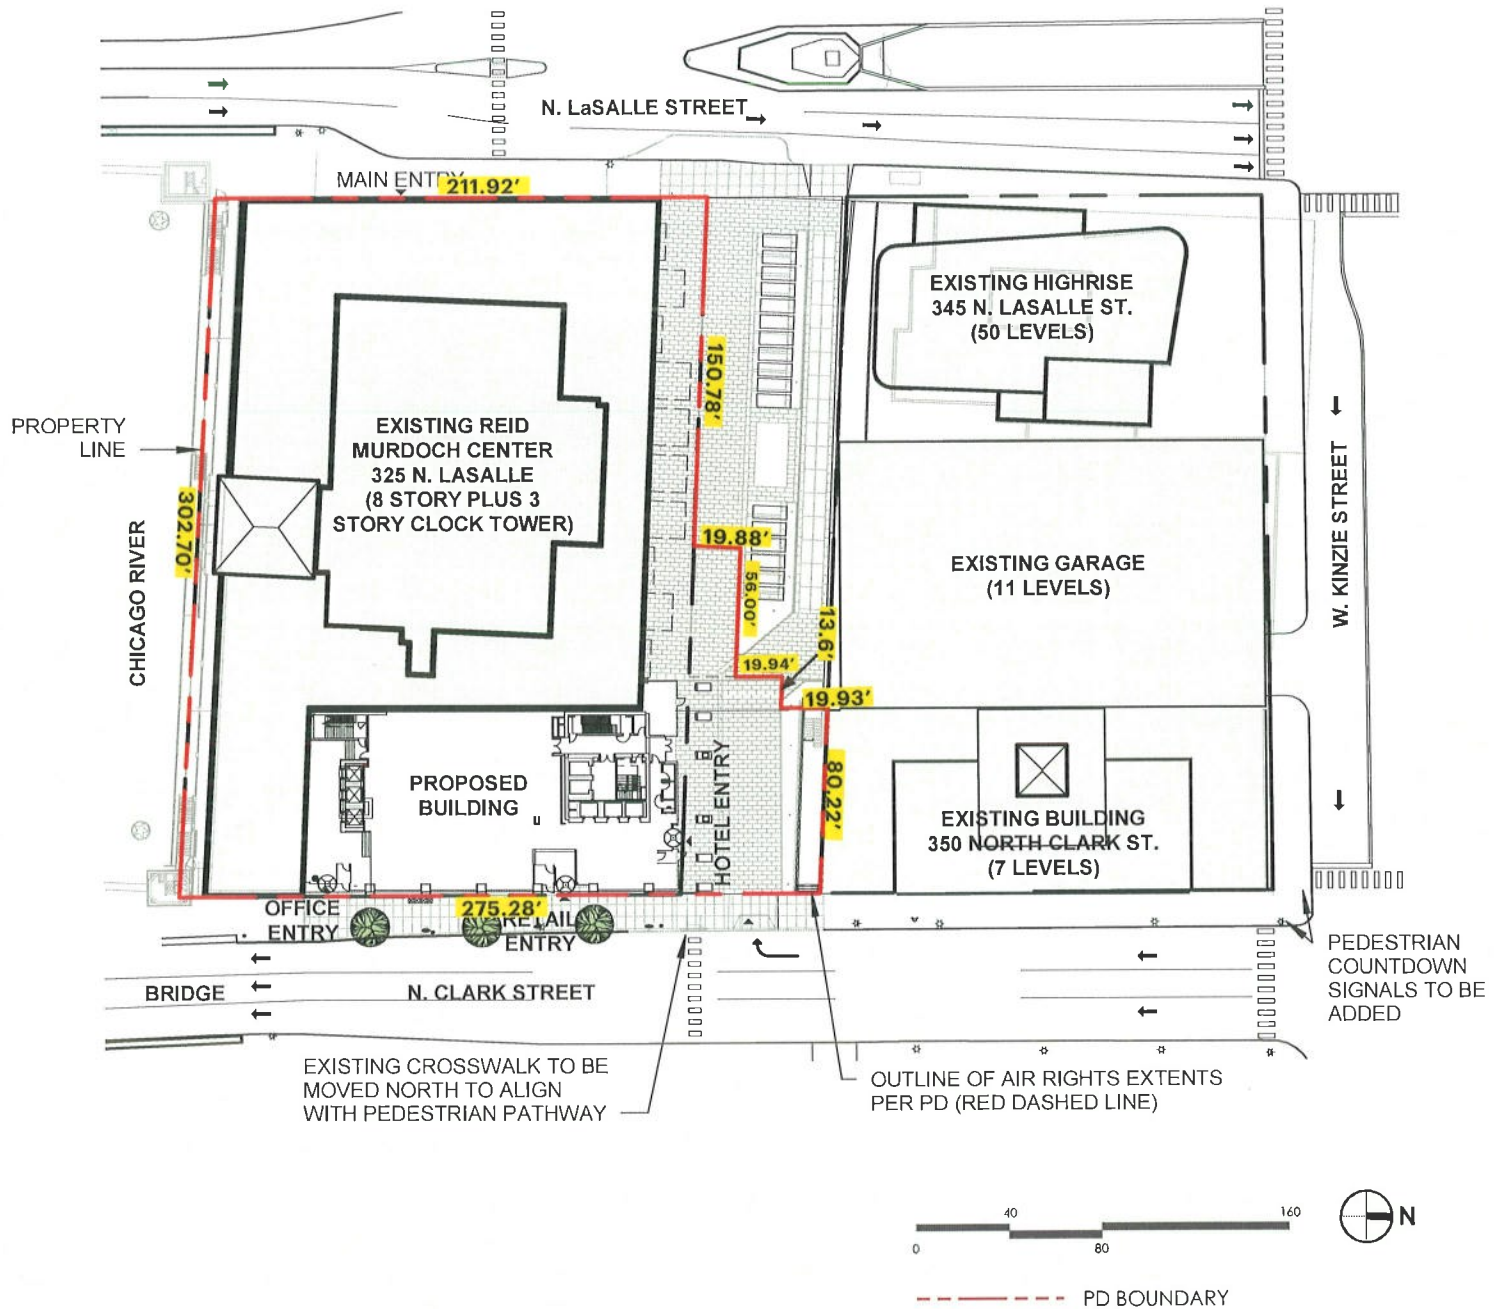 N. LaSALLE STREET
MAIN ENTRY
211.92'
EXISTING HIGHRISE
345 N. LASALLE ST.
(50 LEVELS)
150.78'
PROPERTY
LINE
EXISTING REID
MURDOCH CENTER
325 N. LASALLE
(8 STORY PLUS 3
STORY CLOCK TOWER)
302.70'
CHICAGO RIVER
W. KINZIE STREET
19.88'
56.00'
EXISTING GARAGE
(11 LEVELS)
13.6'
19.94'
19.93'
PROPOSED
BUILDING
HOTEL ENTRY
80.22'
EXISTING BUILDING
350 NORTH CLARK ST.
(7 LEVELS)
275.28'
OFFICE
ENTRY
RETAIL
ENTRY
BRIDGE
N. CLARK STREET
PEDESTRIAN
COUNTDOWN
SIGNALS TO BE
ADDED
EXISTING CROSSWALK TO BE
MOVED NORTH TO ALIGN
WITH PEDESTRIAN PATHWAY
OUTLINE OF AIR RIGHTS EXTENTS
PER PD (RED DASHED LINE)
40
160
0
80
N
PD BOUNDARY